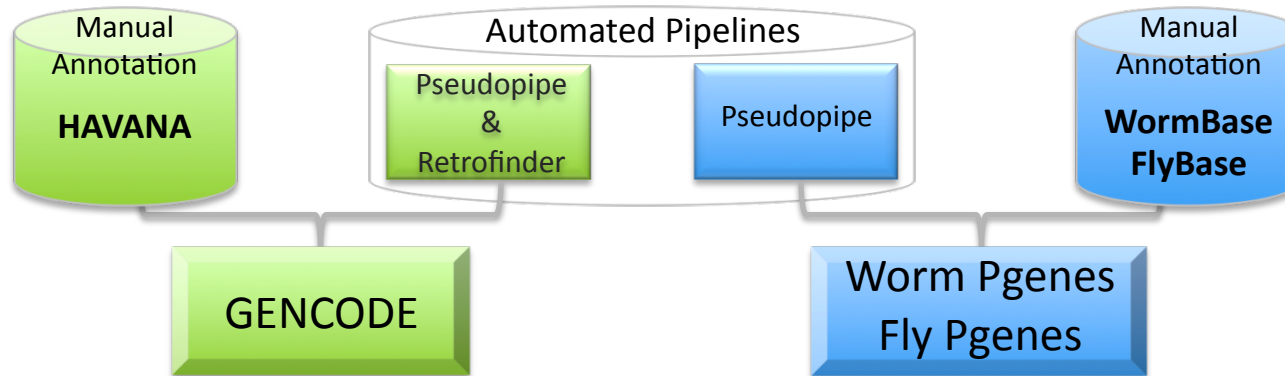 Manual
Annotation
HAVANA
Automated Pipelines
Pseudopipe
&
Retrofinder
Pseudopipe
Manual
Annotation
WormBase
FlyBase
GENCODE
Worm Pgenes
Fly Pgenes